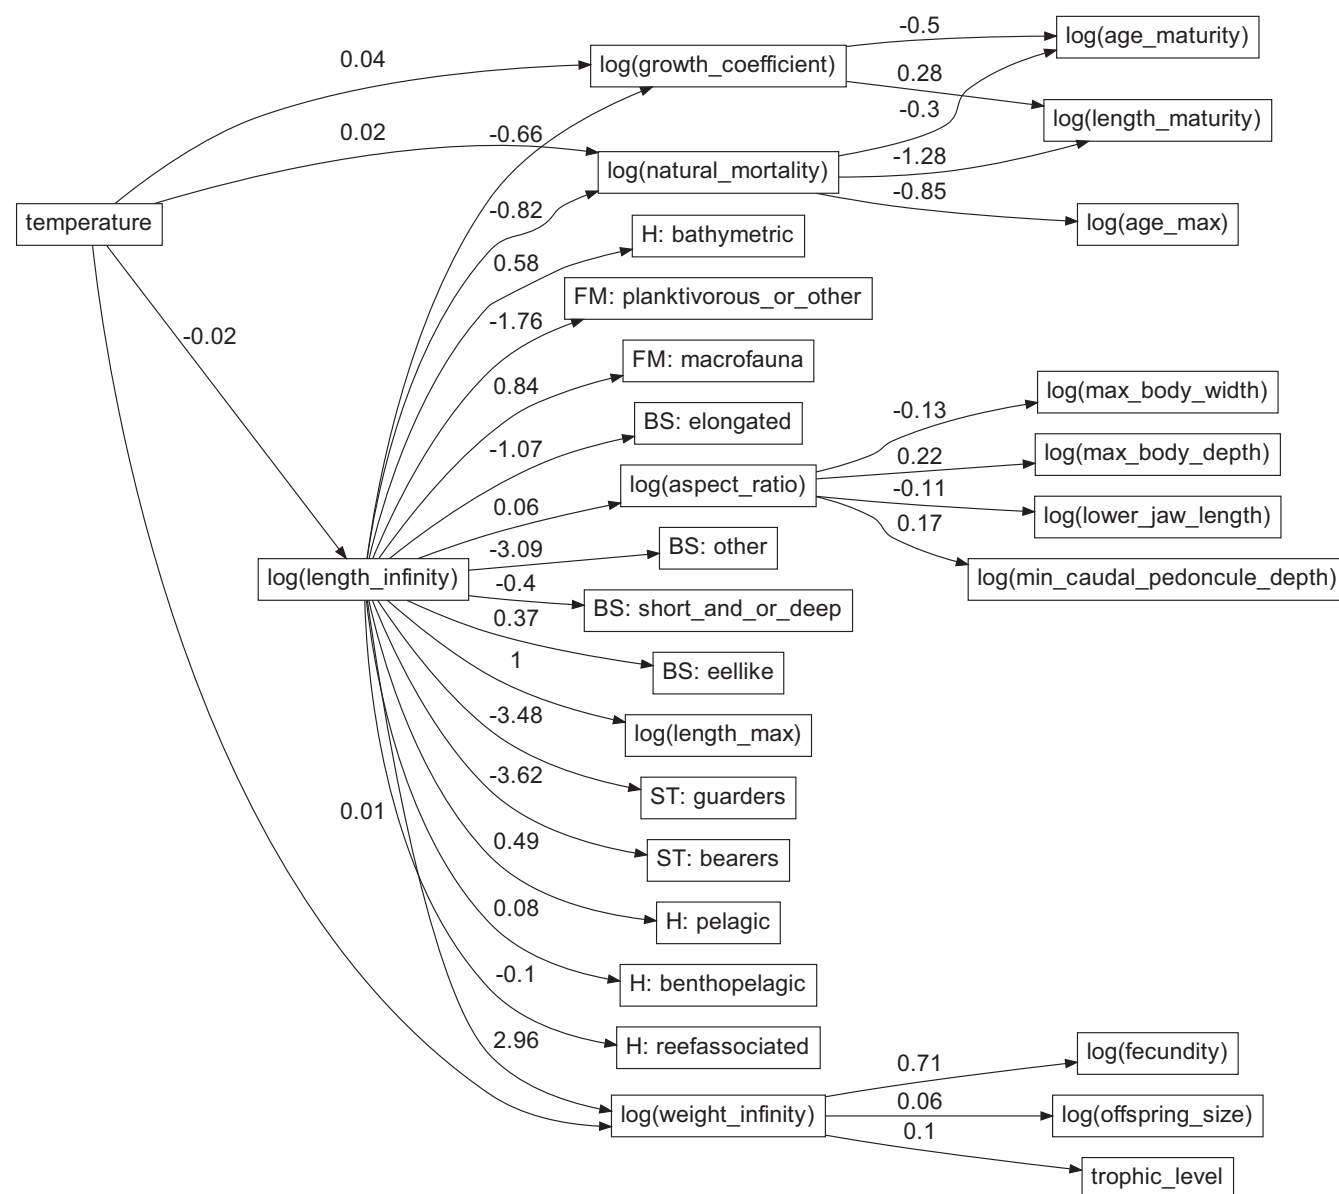 -0.5
log(age_maturity)
0.04
log(growth_coefficient)
0.28
-0.3
log(length_maturity)
0.02
-0.66
log(natural_mortality)
-1.28
-0.85
temperature
-0.82
H: bathymetric
log(age_max)
0.58
FM: planktivorous_or_other
-0.02
-1.76
FM: macrofauna
0.84
log(max_body_width)
-0.13
BS: elongated
-1.07
0.22
log(max_body_depth)
log(aspect_ratio)
-0.11
0.06
0.17
log(lower_jaw_length)
-3.09
BS: other
log(length_infinity)
-0.4
log(min_caudal_pedoncule_depth)
BS: short_and_or_deep
0.37
1
BS: eellike
-3.48
log(length_max)
-3.62
ST: guarders
0.01
0.49
ST: bearers
0.08
H: pelagic
-0.1
H: benthopelagic
2.96
H: reefassociated
0.71
log(fecundity)
log(weight_infinity)
0.06
log(offspring_size)
0.1
trophic_level